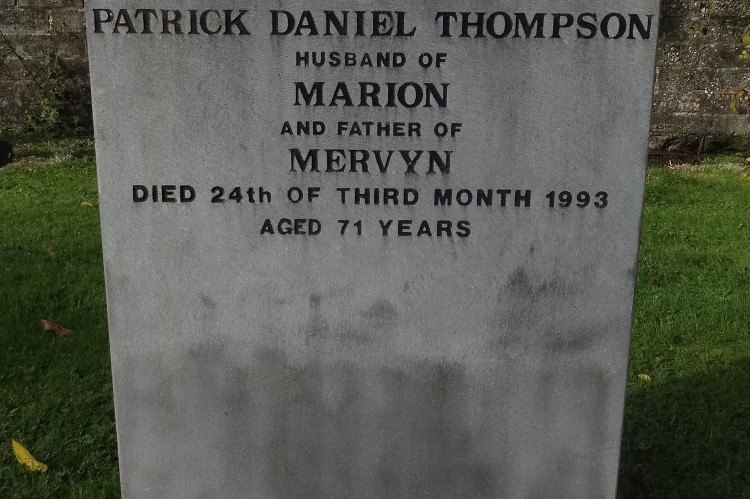 PATRICK DANIEL THOMPSON
HUSBAND OF
MARION
AND FATHER OF
MERVYN
DIED 24th OF THIRD MONTH 1993
AGED 71 YEARS